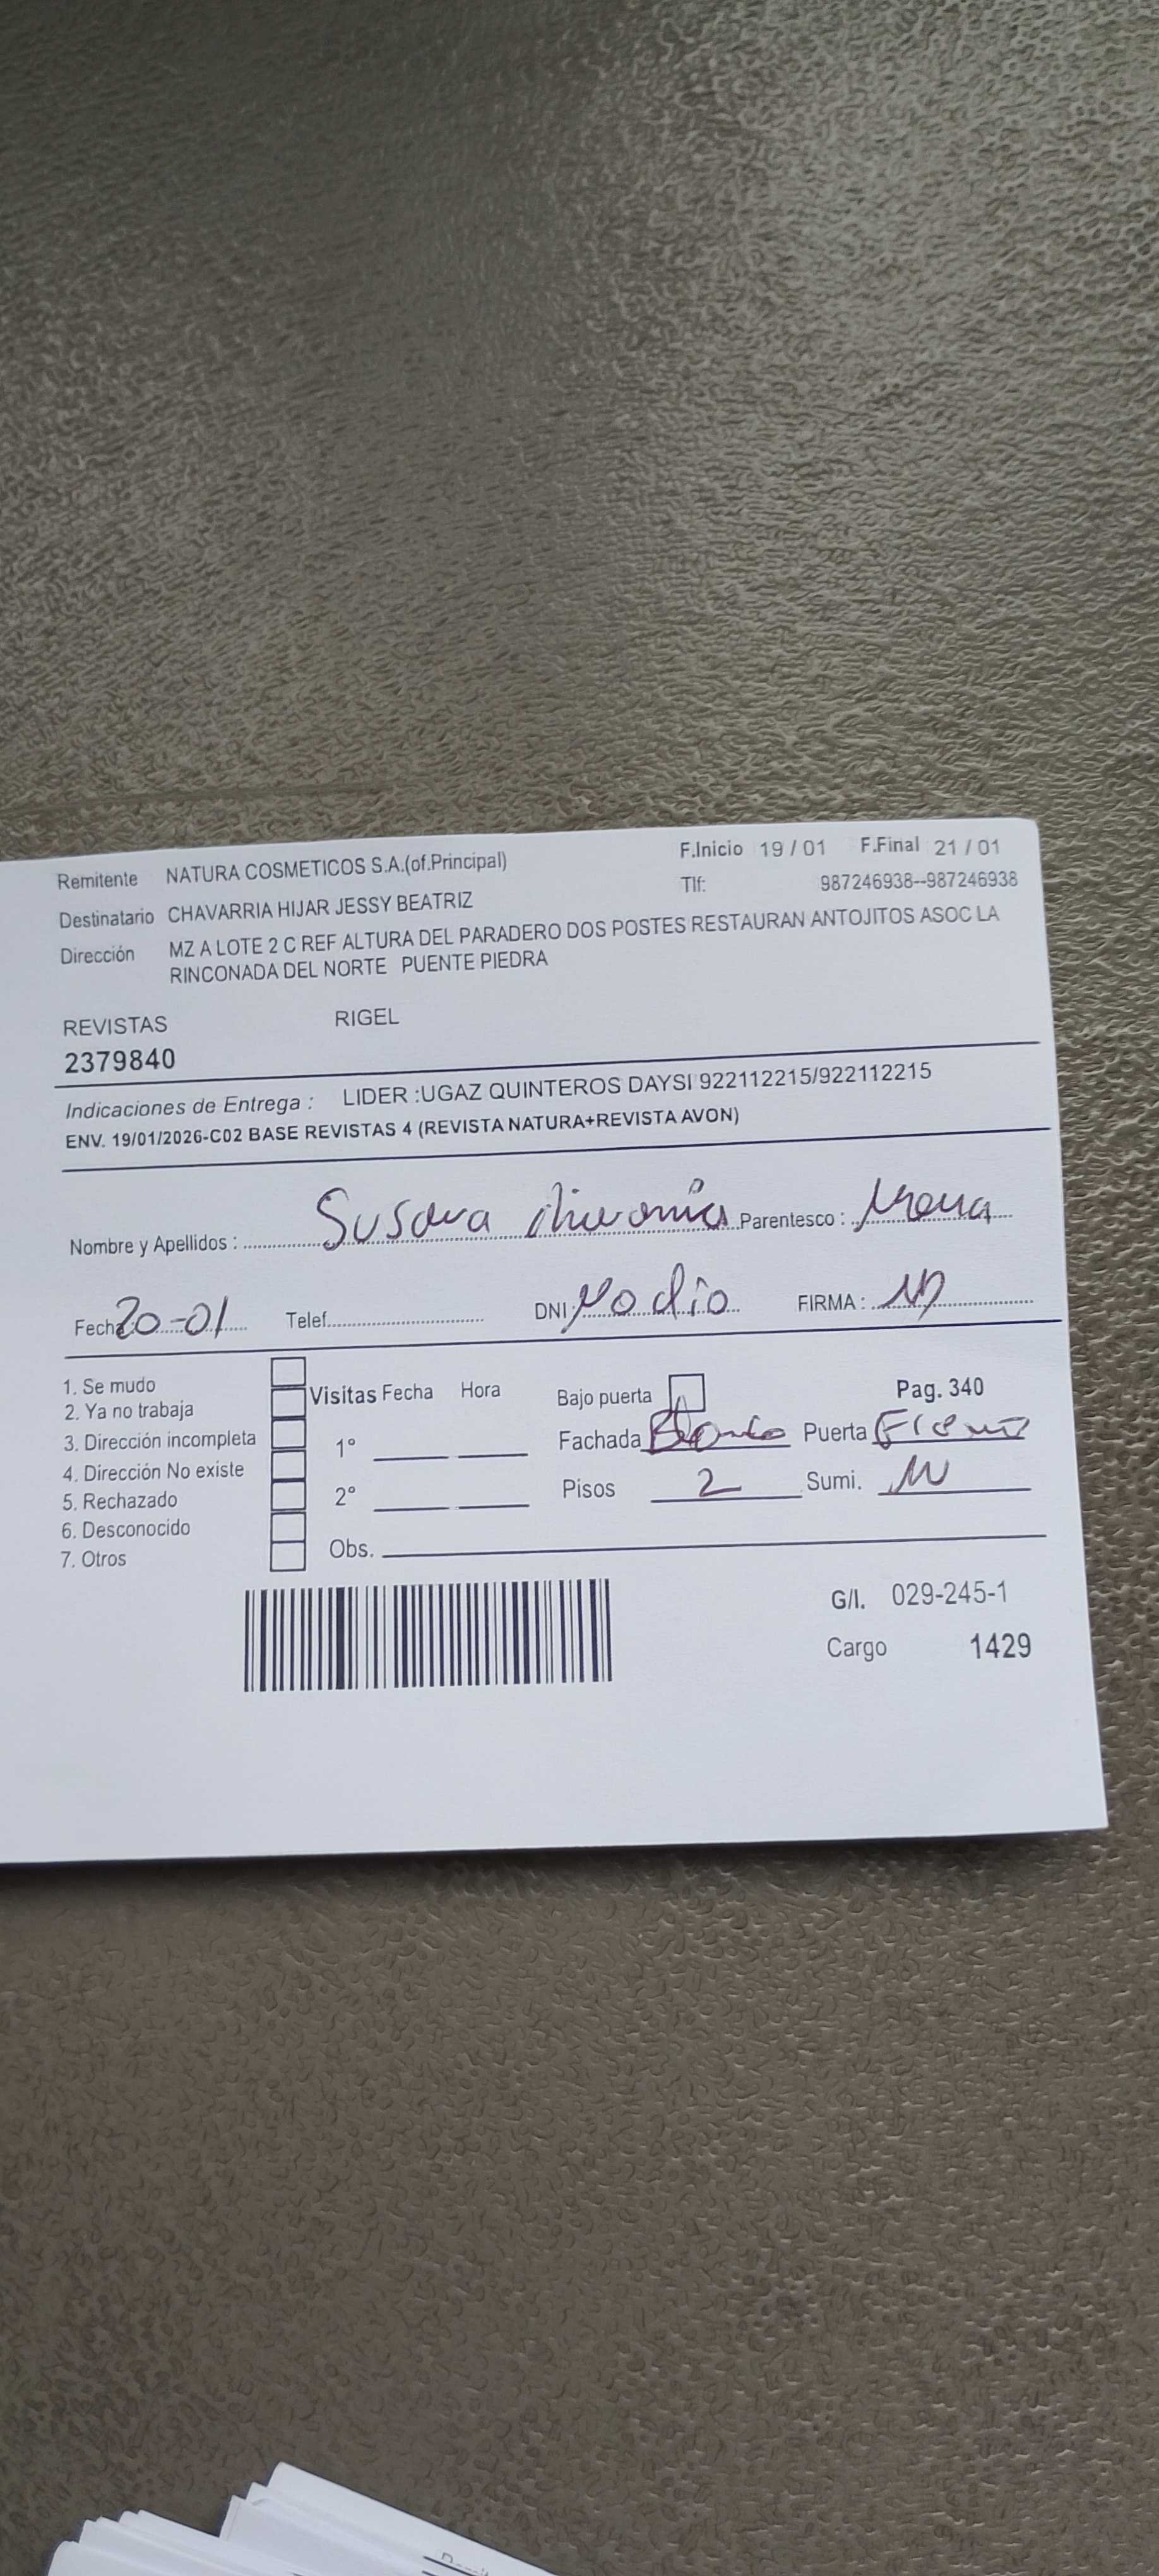 Remitente NATURA COSMETICOS S.A.(of.Principal) F.Inicio 19 / 01 F.Final 21 / 01
Destinatario CHAVARRIA HIJAR JESSY BEATRIZ Tlf: 987246938--987246938
Dirección MZ A LOTE 2 C REF ALTURA DEL PARADERO DOS POSTES RESTAURAN ANTOJITOS ASOC LA
RINCONADA DEL NORTE PUENTE PIEDRA
REVISTAS RIGEL
2379840
Indicaciones de Entrega : LIDER :UGAZ QUINTEROS DAYSI 922112215/922112215
ENV. 19/01/2026-C02 BASE REVISTAS 4 (REVISTA NATURA+REVISTA AVON)
Nombre y Apellidos : Susana Parentesco :
Fecha 20-01 Telef. DNI: No dio FIRMA :
1. Se mudo
2. Ya no trabaja
3. Dirección incompleta
4. Dirección No existe
5. Rechazado
6. Desconocido
7. Otros
Visitas Fecha Hora Bajo puerta Pag. 340
1° Fachada Blanco Puerta Fierro
2° Pisos 2 Sumi.
Obs.
G/I. 029-245-1
Cargo 1429